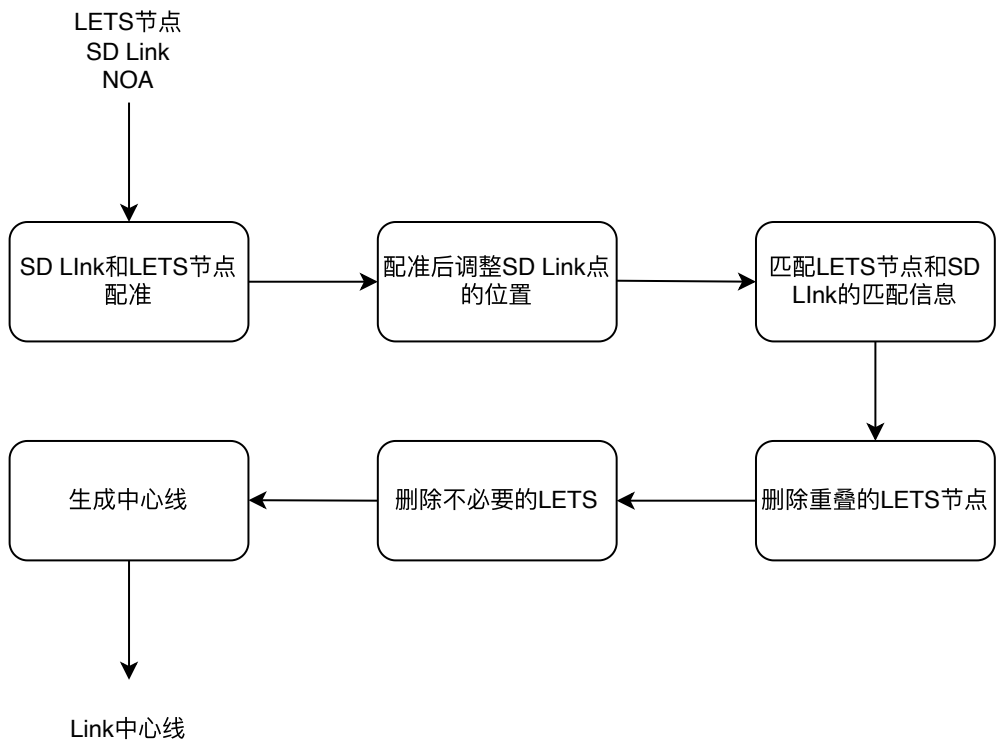 LETS节点
SD Link
NOA
SD LInk和LETS节点
配准
配准后调整SD Link点
的位置
匹配LETS节点和SD
LInk的匹配信息
生成中心线
删除不必要的LETS
删除重叠的LETS节点
Link中心线